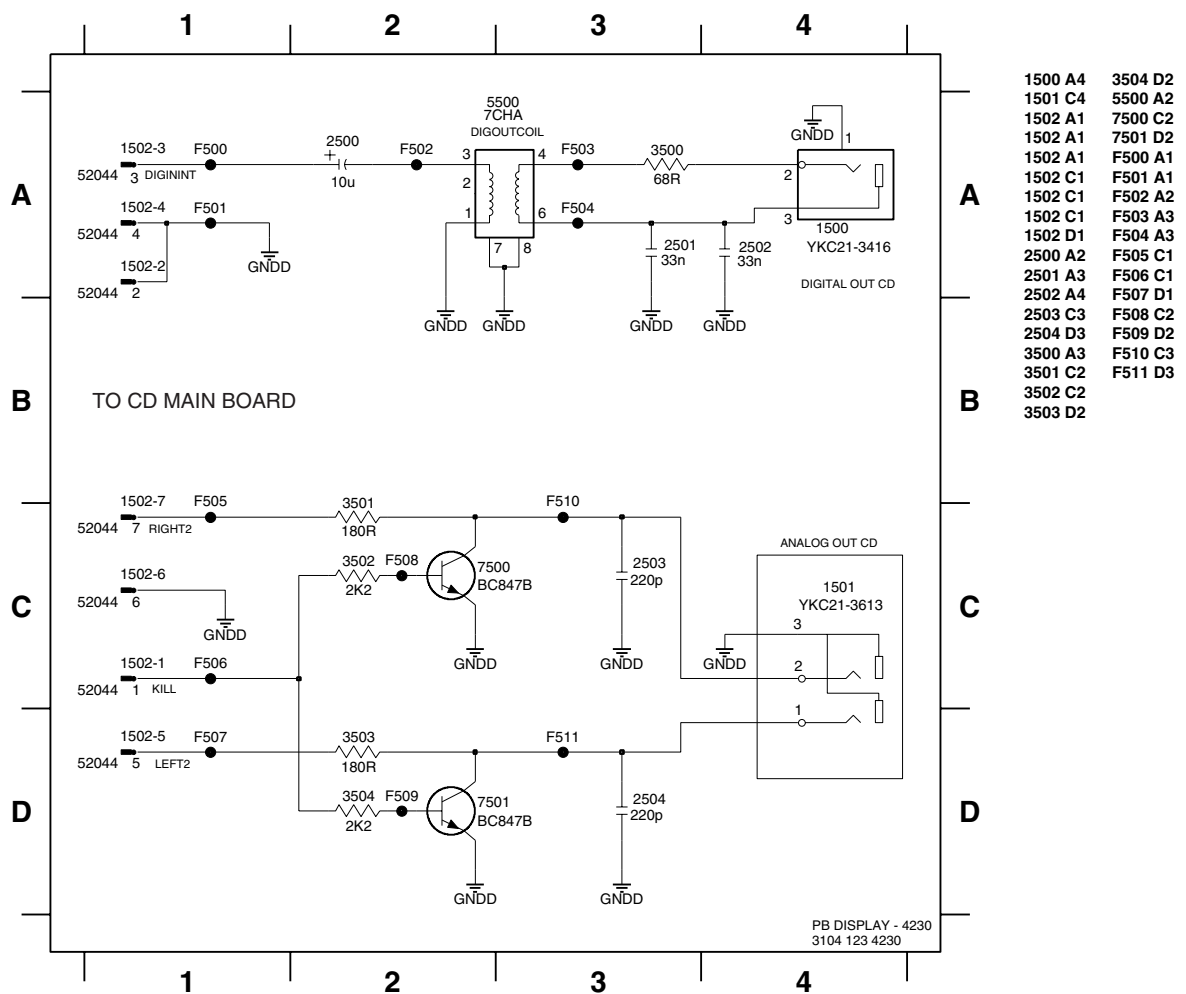 1 2 3 4
1500 A4 3504 D2
1501 C4 5500 A2
1502 A1 7500 C2
1502 A1 7501 D2
1502 A1 F500 A1
1502 C1 F501 A1
1502 C1 F502 A2
1502 C1 F503 A3
1502 D1 F504 A3
2500 A2 F505 C1
2501 A3 F506 C1
2502 A4 F507 D1
2503 C3 F508 C2
2504 D3 F509 D2
3500 A3 F510 C3
3501 C2 F511 D3
3502 C2
3503 D2
5500
7CHA
DIGOUTCOIL
GNDD
1
1502-3 F500 2500 F502 3 4 F503 3500
+
52044 3 DIGININT 10u 68R 2
A 2 A
1502-4 F501 1 6 F504 3
52044 4 1500
7 8 2501 2502 YKC21-3416
33n 33n
1502-2 GNDD
52044 2 DIGITAL OUT CD
GNDD GNDD GNDD GNDD
B TO CD MAIN BOARD B
1502-7 F505 3501 F510
52044 7 RIGHT2 180R
ANALOG OUT CD
3502 F508 7500 2503
1502-6 2K2 BC847B 220p
52044 6 1501
C YKC21-3613 C
GNDD 3
GNDD GNDD GNDD
1502-1 F506 2
52044 1 KILL
1
1502-5 F507 3503 F511
52044 5 LEFT2 180R
3504 F509 7501 2504
D 2K2 BC847B 220p D
GNDD GNDD
PB DISPLAY - 4230
3104 123 4230
1 2 3 4